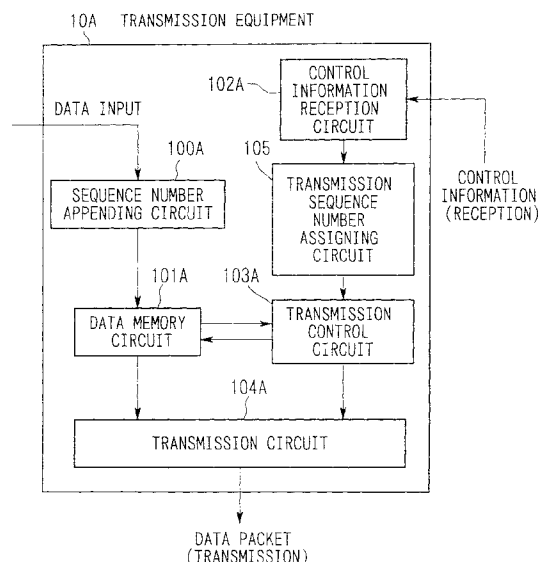 10A TRANSMISSION EQUIPMENT
102A
CONTROL
INFORMATION
RECEPTION
CIRCUIT
DATA INPUT
100A
105
SEQUENCE NUMBER
APPENDING CIRCUIT
TRANSMISSION
SEQUENCE
NUMBER
ASSIGNING
CIRCUIT
CONTROL
INFORMATION
(RECEPTION)
101A
103A
DATA MEMORY
CIRCUIT
TRANSMISSION
CONTROL
CIRCUIT
104A
TRANSMISSION CIRCUIT
DATA PACKET
(TRANSMISSION)